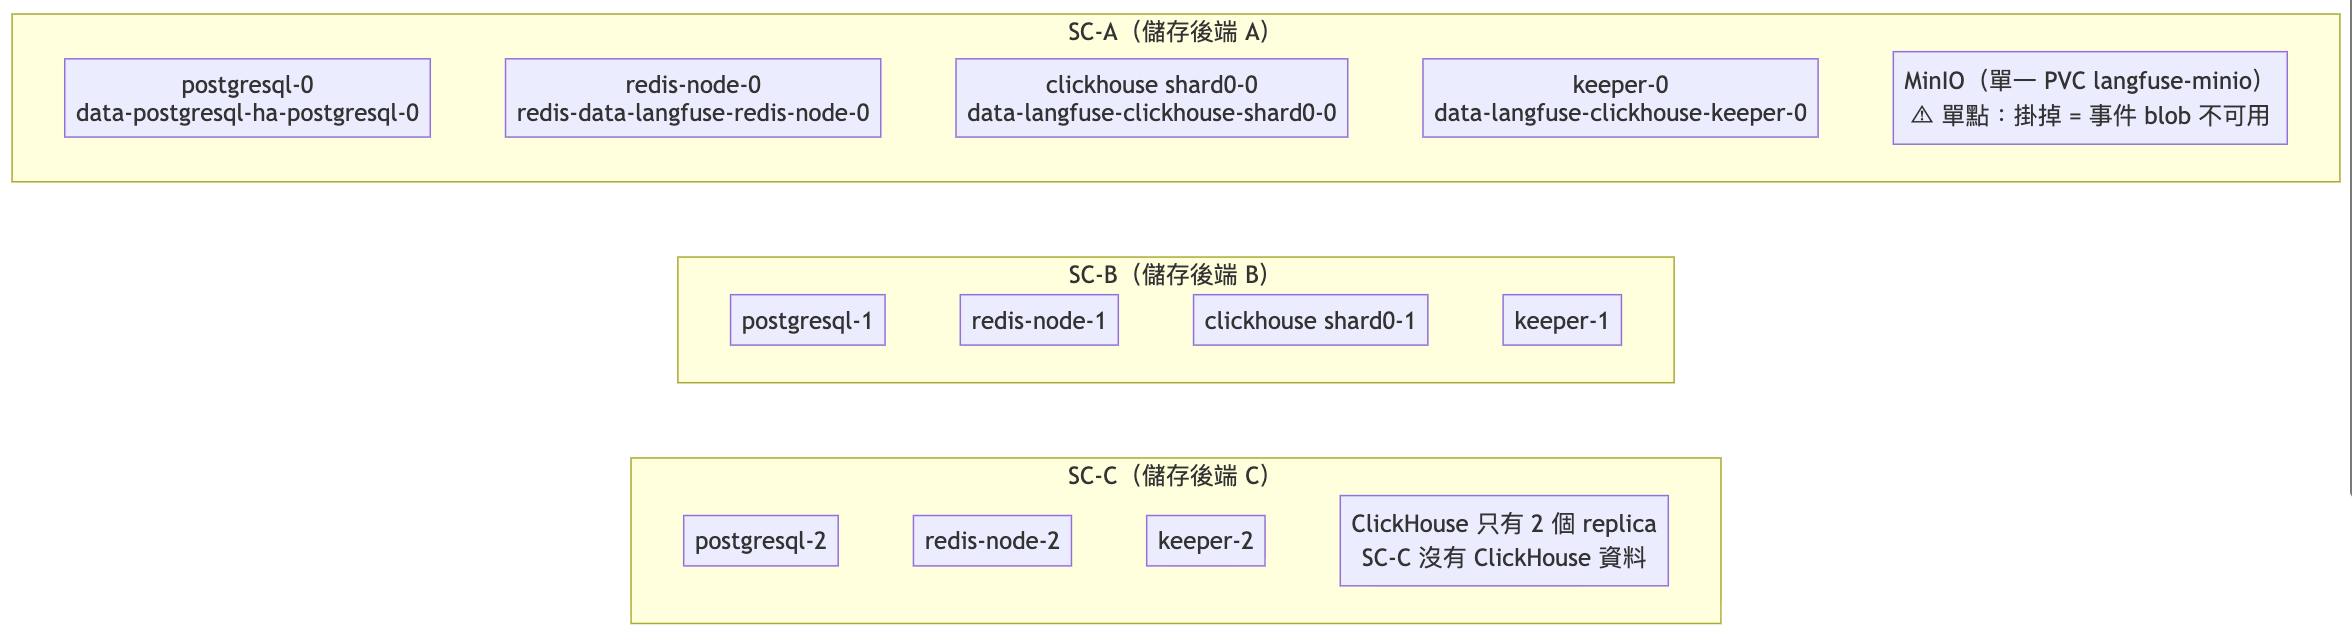 SC-A（儲存後端 A）
postgresql-0
data-postgresql-ha-postgresql-0
redis-node-0
redis-data-langfuse-redis-node-0
clickhouse shard0-0
data-langfuse-clickhouse-shard0-0
keeper-0
data-langfuse-clickhouse-keeper-0
MinIO（單一 PVC langfuse-minio）
⚠ 單點：掛掉 = 事件 blob 不可用
SC-B（儲存後端 B）
postgresql-1
redis-node-1
clickhouse shard0-1
keeper-1
SC-C（儲存後端 C）
postgresql-2
redis-node-2
keeper-2
ClickHouse 只有 2 個 replica
SC-C 沒有 ClickHouse 資料